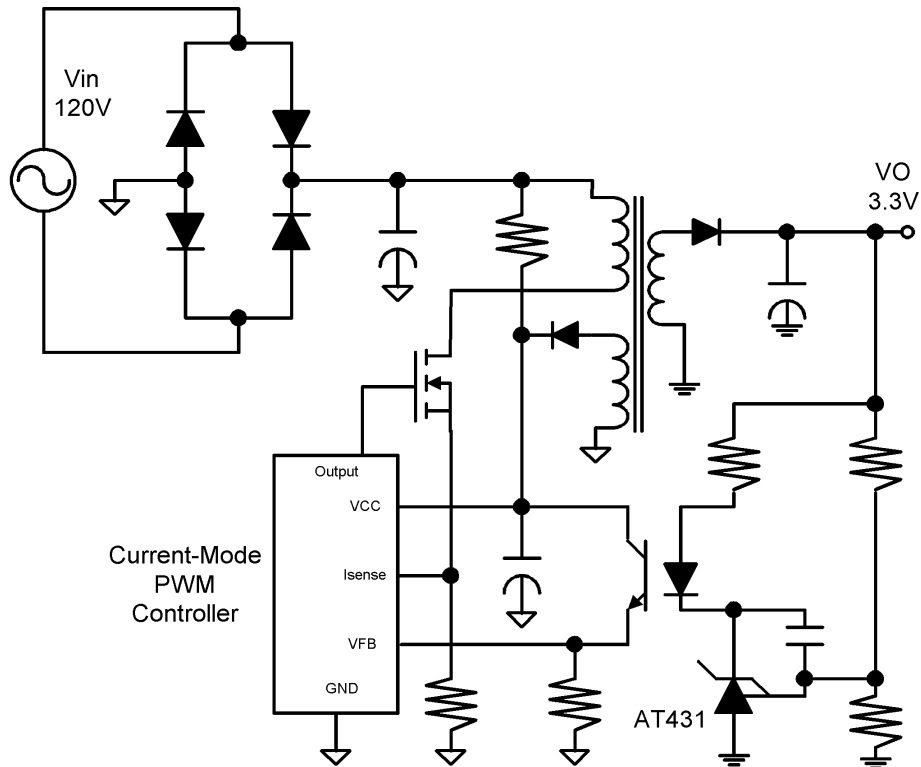 Vin
120V
VO
3.3V
Output
VCC
Current-Mode
PWM
Controller
Isense
VFB
GND
AT431